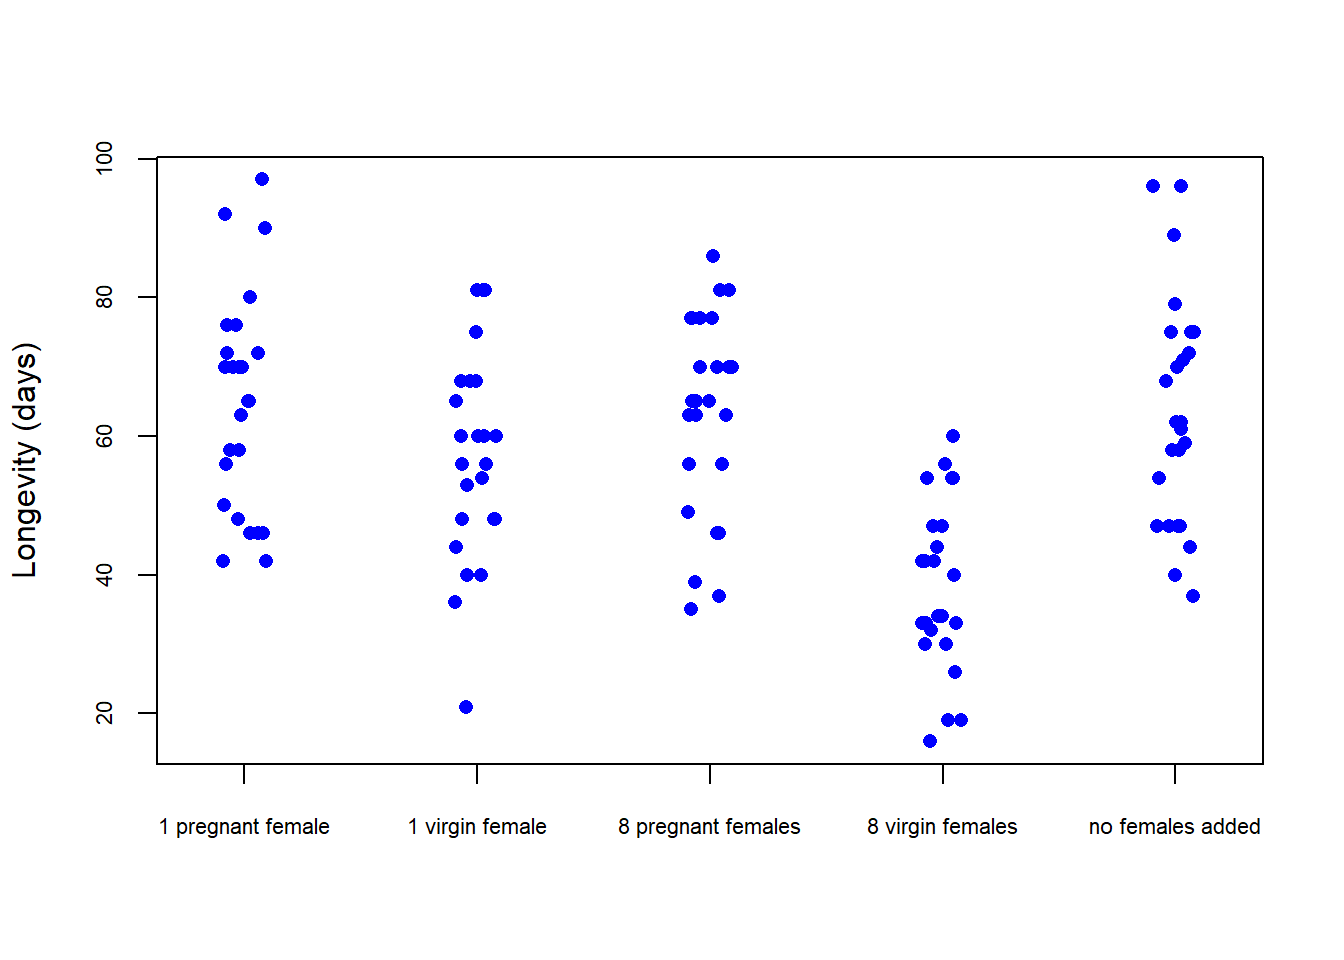 Longevity (days)
100
80
60
40
20
1 pregnant female
1 virgin female
8 pregnant females
8 virgin females
no females added